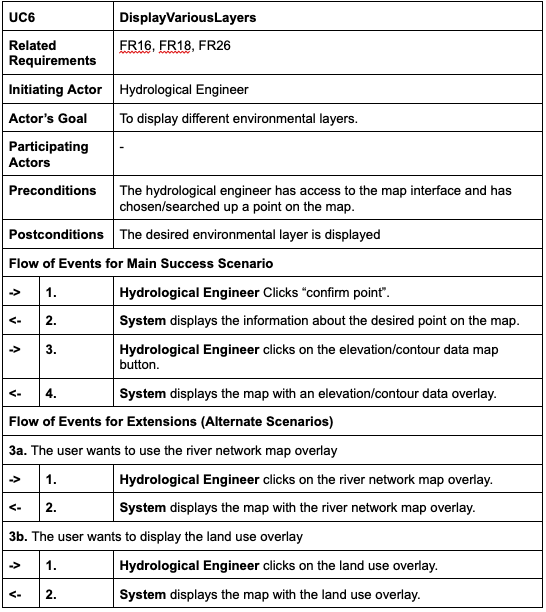 UC6 DisplayVariousLayers
Related FR16, FR18, FR26
Requirements
Initiating Actor Hydrological Engineer
Actor's Goal To display different environmental layers.
Participating -
Actors
Preconditions The hydrological engineer has access to the map interface and has
chosen/searched up a point on the map.
Postconditions The desired environmental layer is displayed
Flow of Events for Main Success Scenario
-> 1. Hydrological Engineer Clicks “confirm point”.
<- 2. System displays the information about the desired point on the map.
-> 3. Hydrological Engineer clicks on the elevation/contour data map
button.
<- 4. System displays the map with an elevation/contour data overlay.
Flow of Events for Extensions (Alternate Scenarios)
3a. The user wants to use the river network map overlay
-> 1. Hydrological Engineer clicks on the river network map overlay.
<- 2. System displays the map with the river network map overlay.
3b. The user wants to display the land use overlay
-> 1. Hydrological Engineer clicks on the land use overlay.
<- 2. System displays the map with the land use overlay.